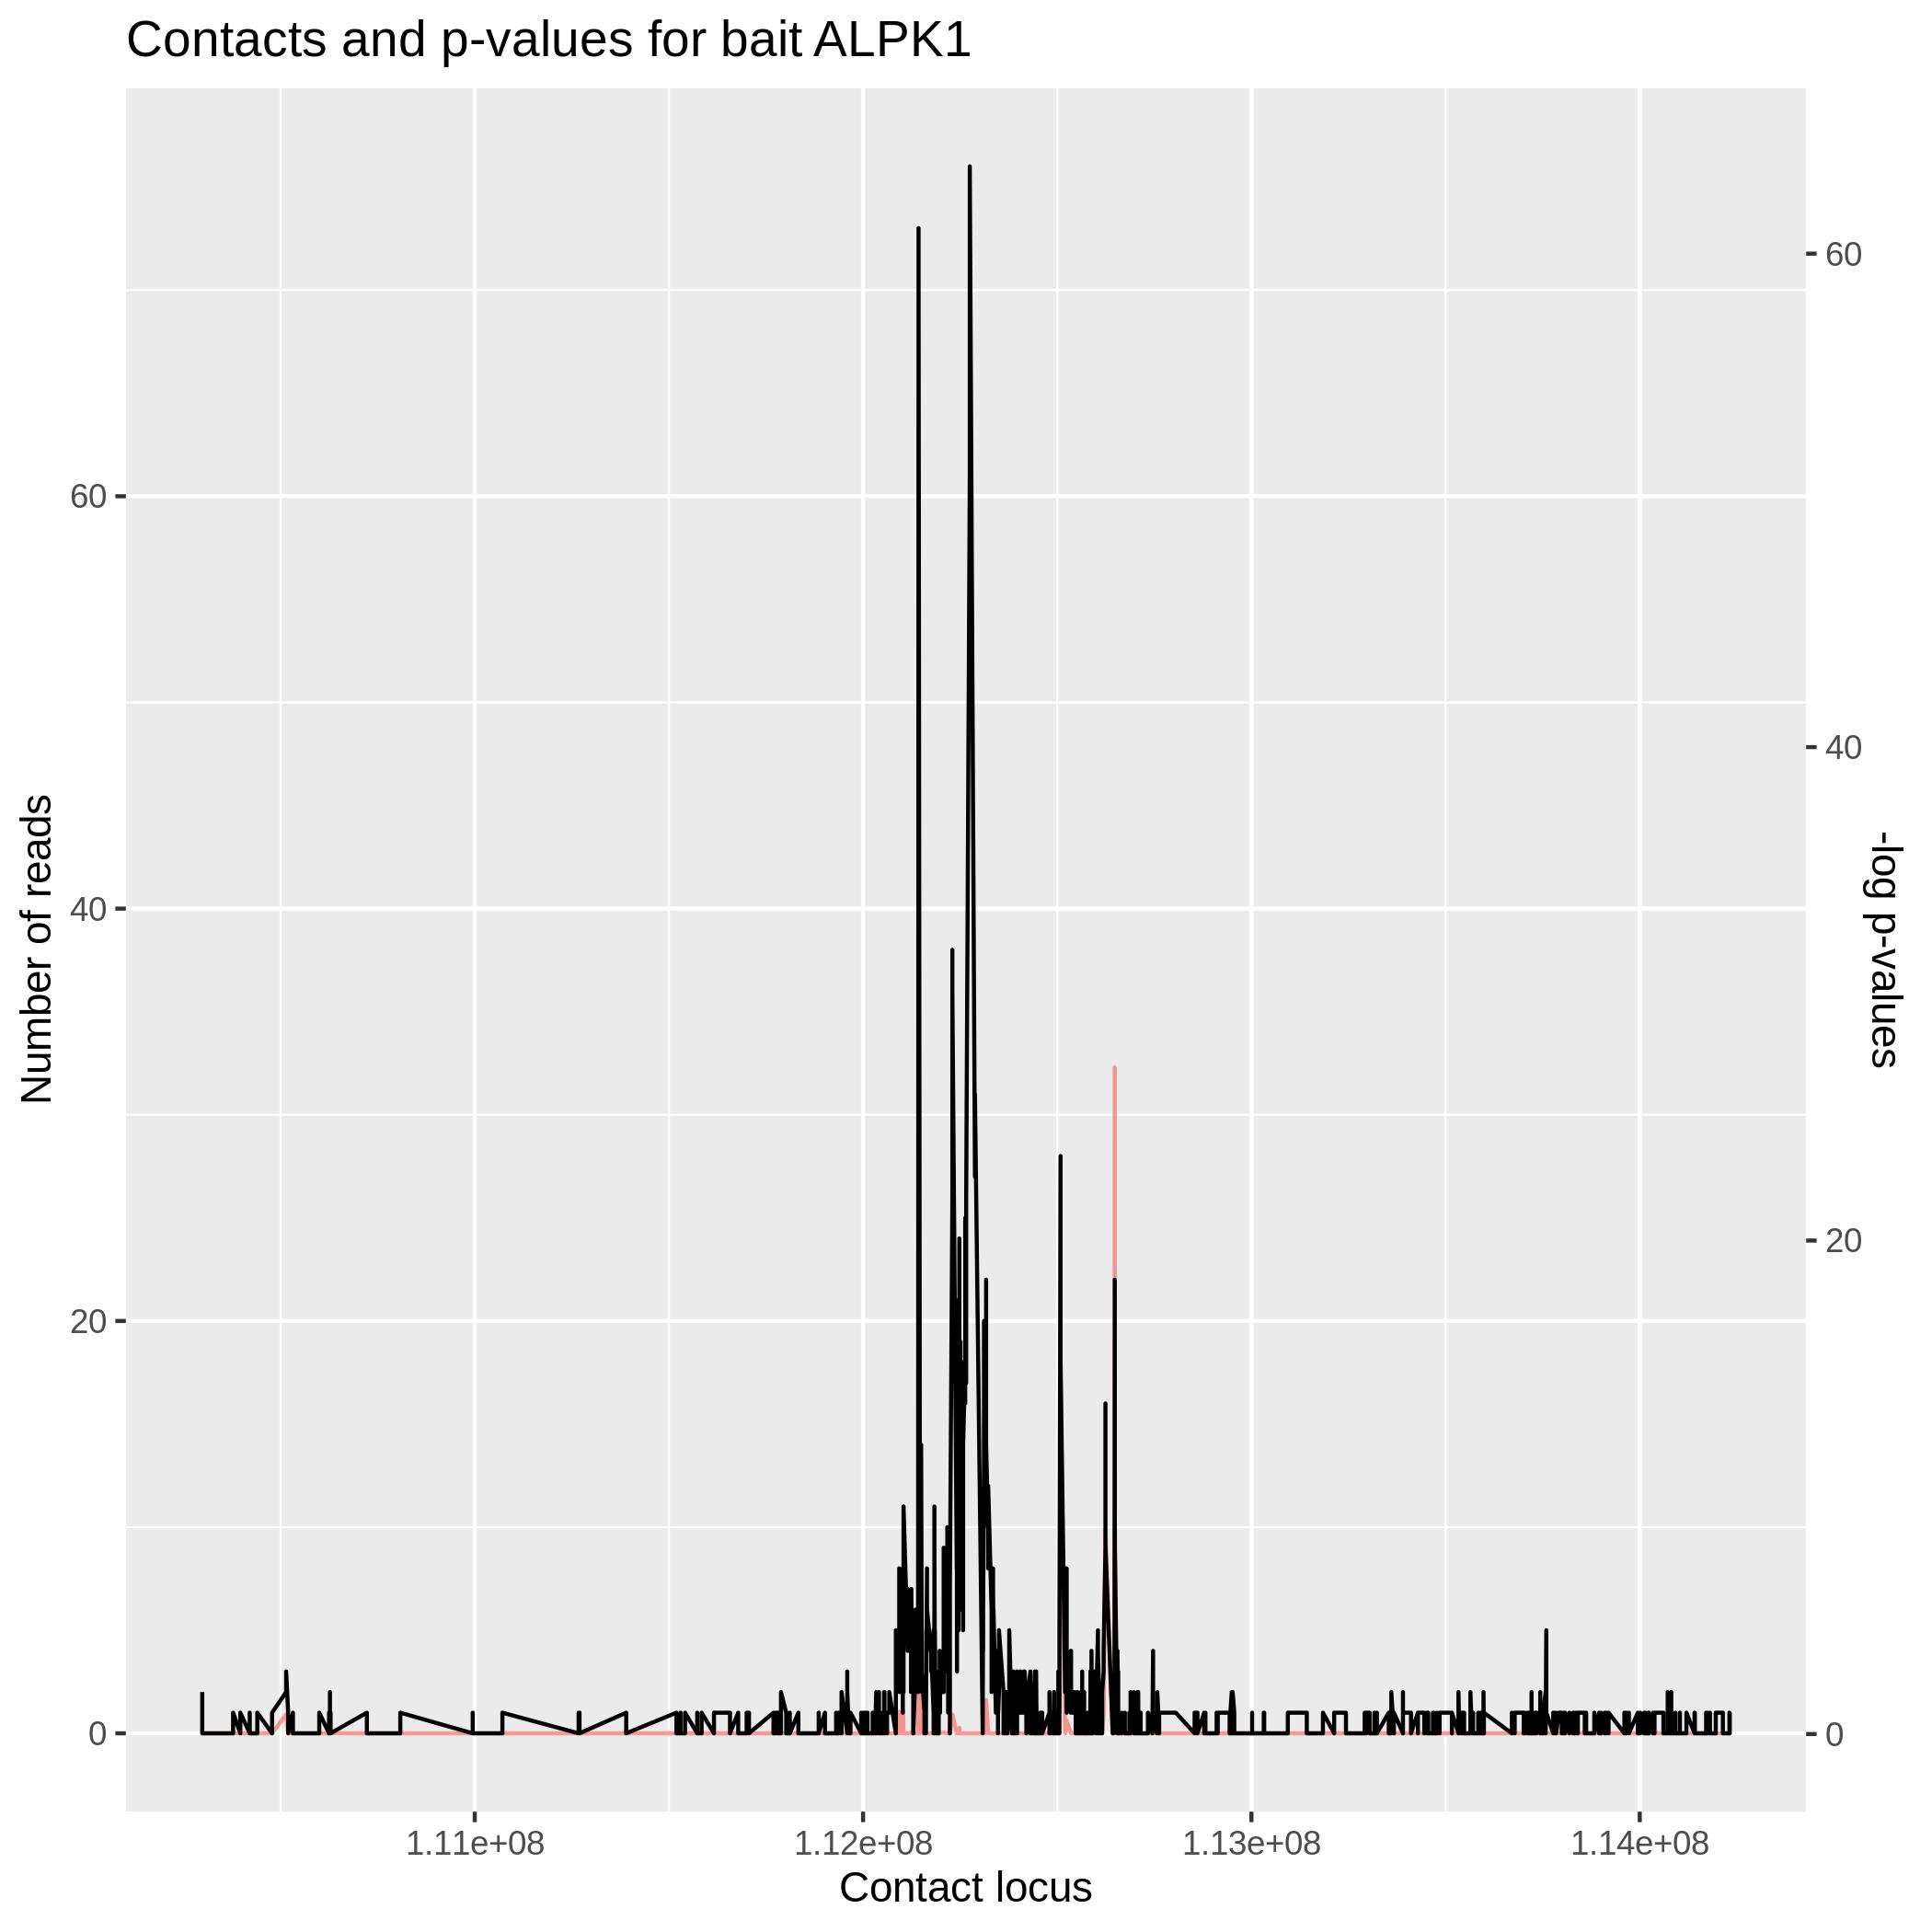 Contacts and p-values for bait ALPK1
Number of reads
60
40
20
0
60
40
20
0
-log p-values
1.11e+08
1.12e+08
1.13e+08
1.14e+08
Contact locus